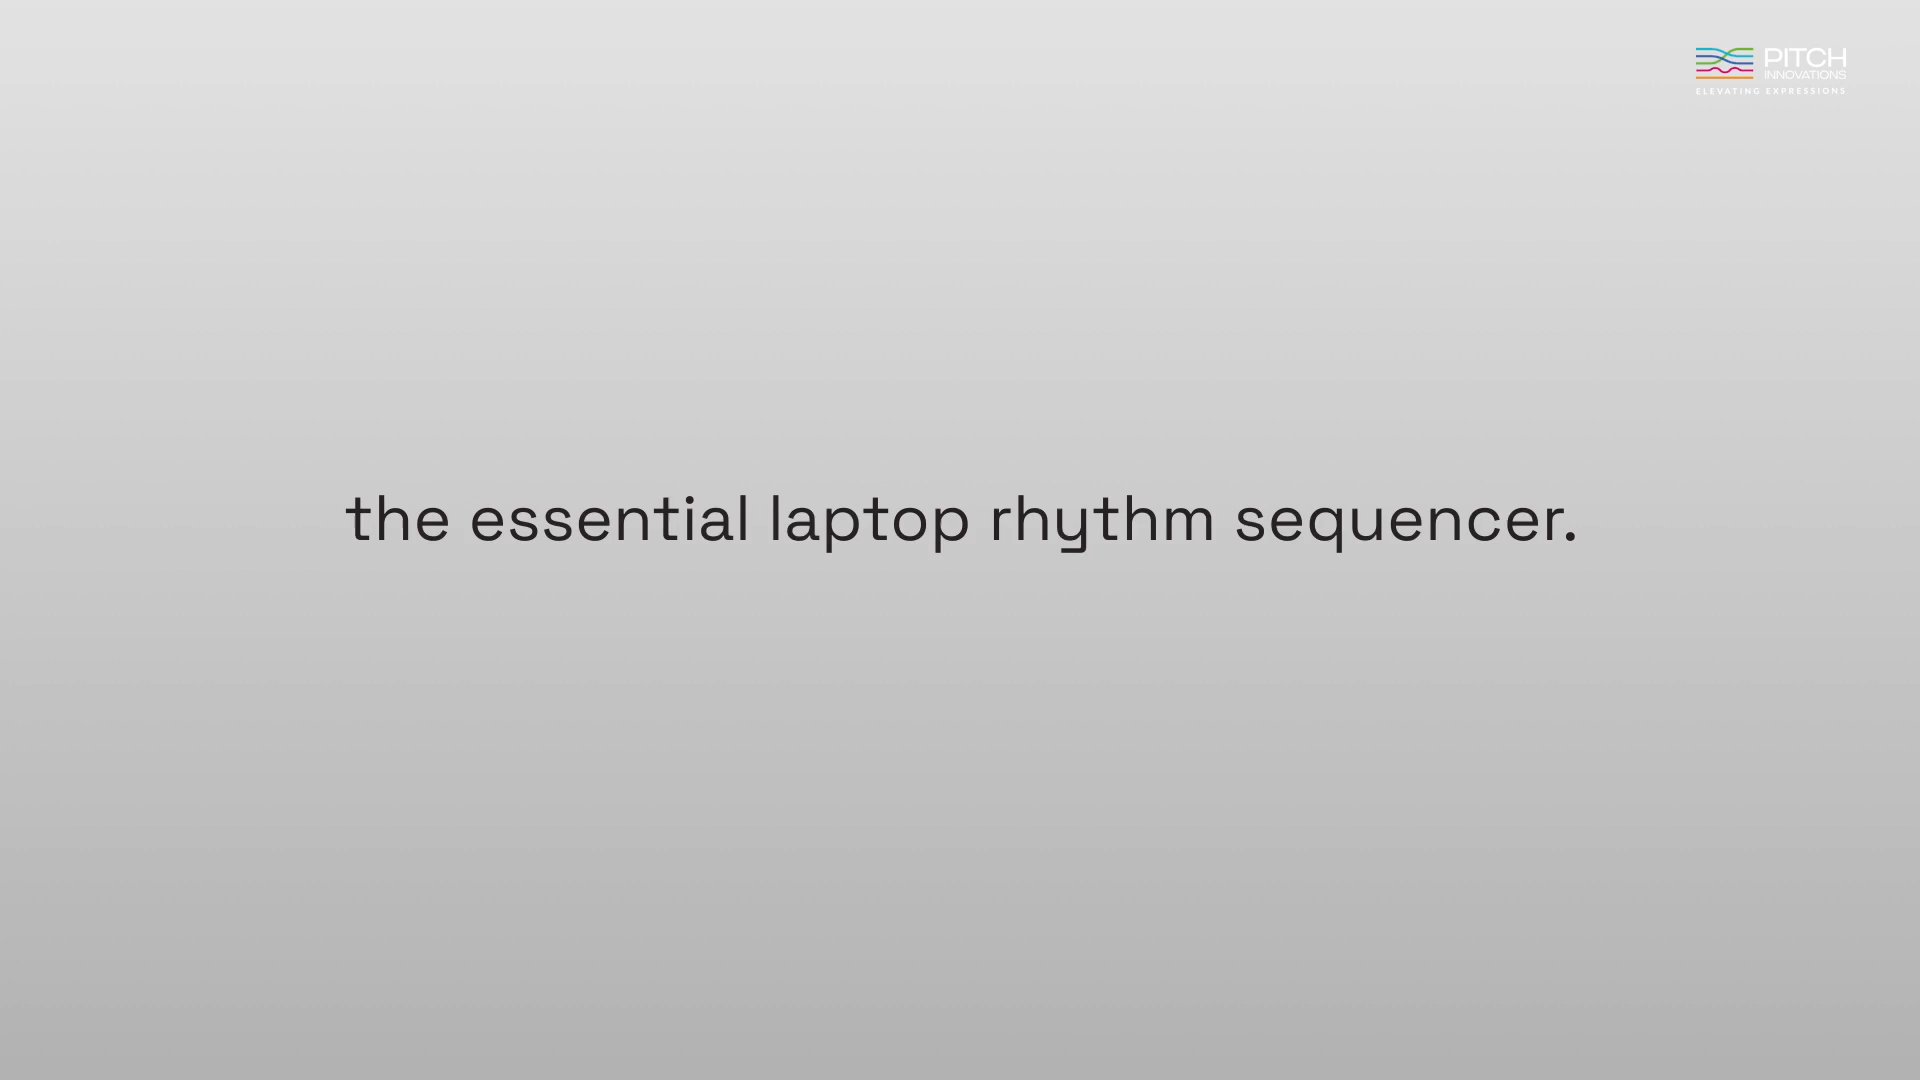 PITCH
INNOVATIONS
ELEVATING EXPRESSIONS
the essential laptop rhythm sequencer.